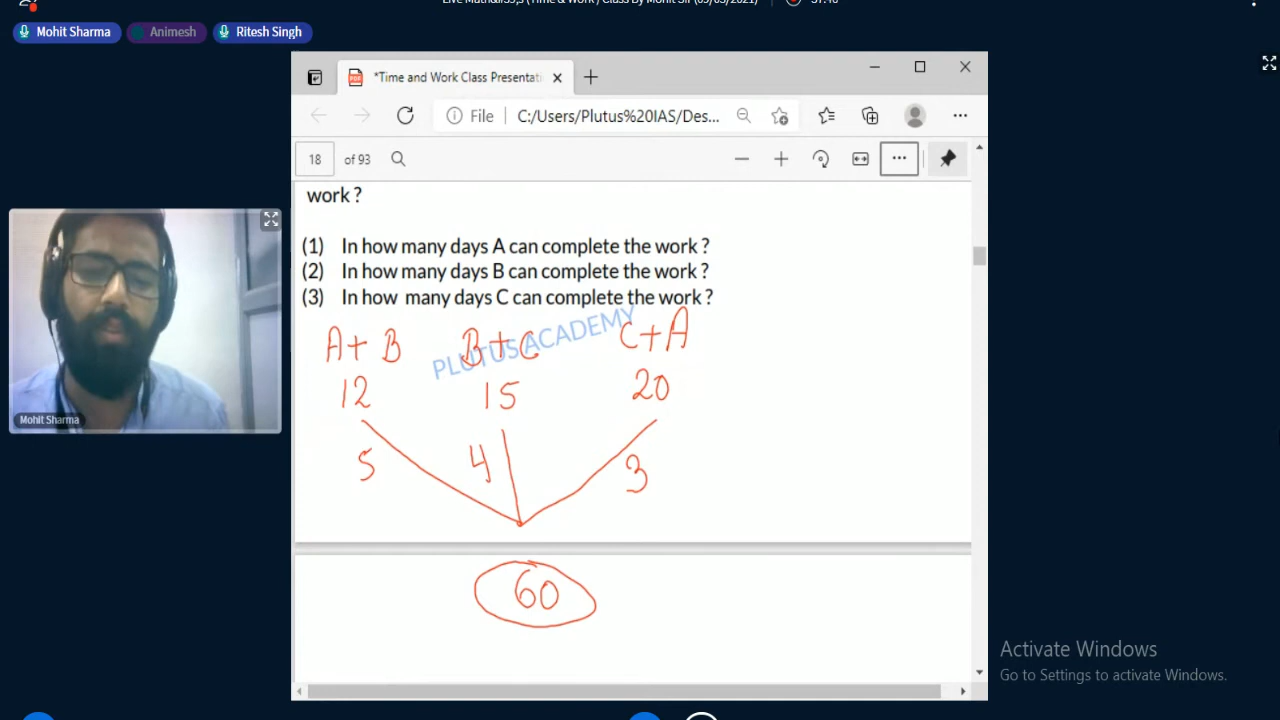 Mohit Sharma
Animesh
Ritesh Singh
*Time and Work Class Presentati
File
C:/Users/Plutus%20IAS/Des...
18 of 93
work ?
(1) In how many days A can complete the work ?
(2) In how many days B can complete the work ?
(3) In how many days C can complete the work ?
PLUTUS ACADEMY
A + B B + C C + A
12 15 20
5 4 3
60
Mohit Sharma
Activate Windows
Go to Settings to activate Windows.